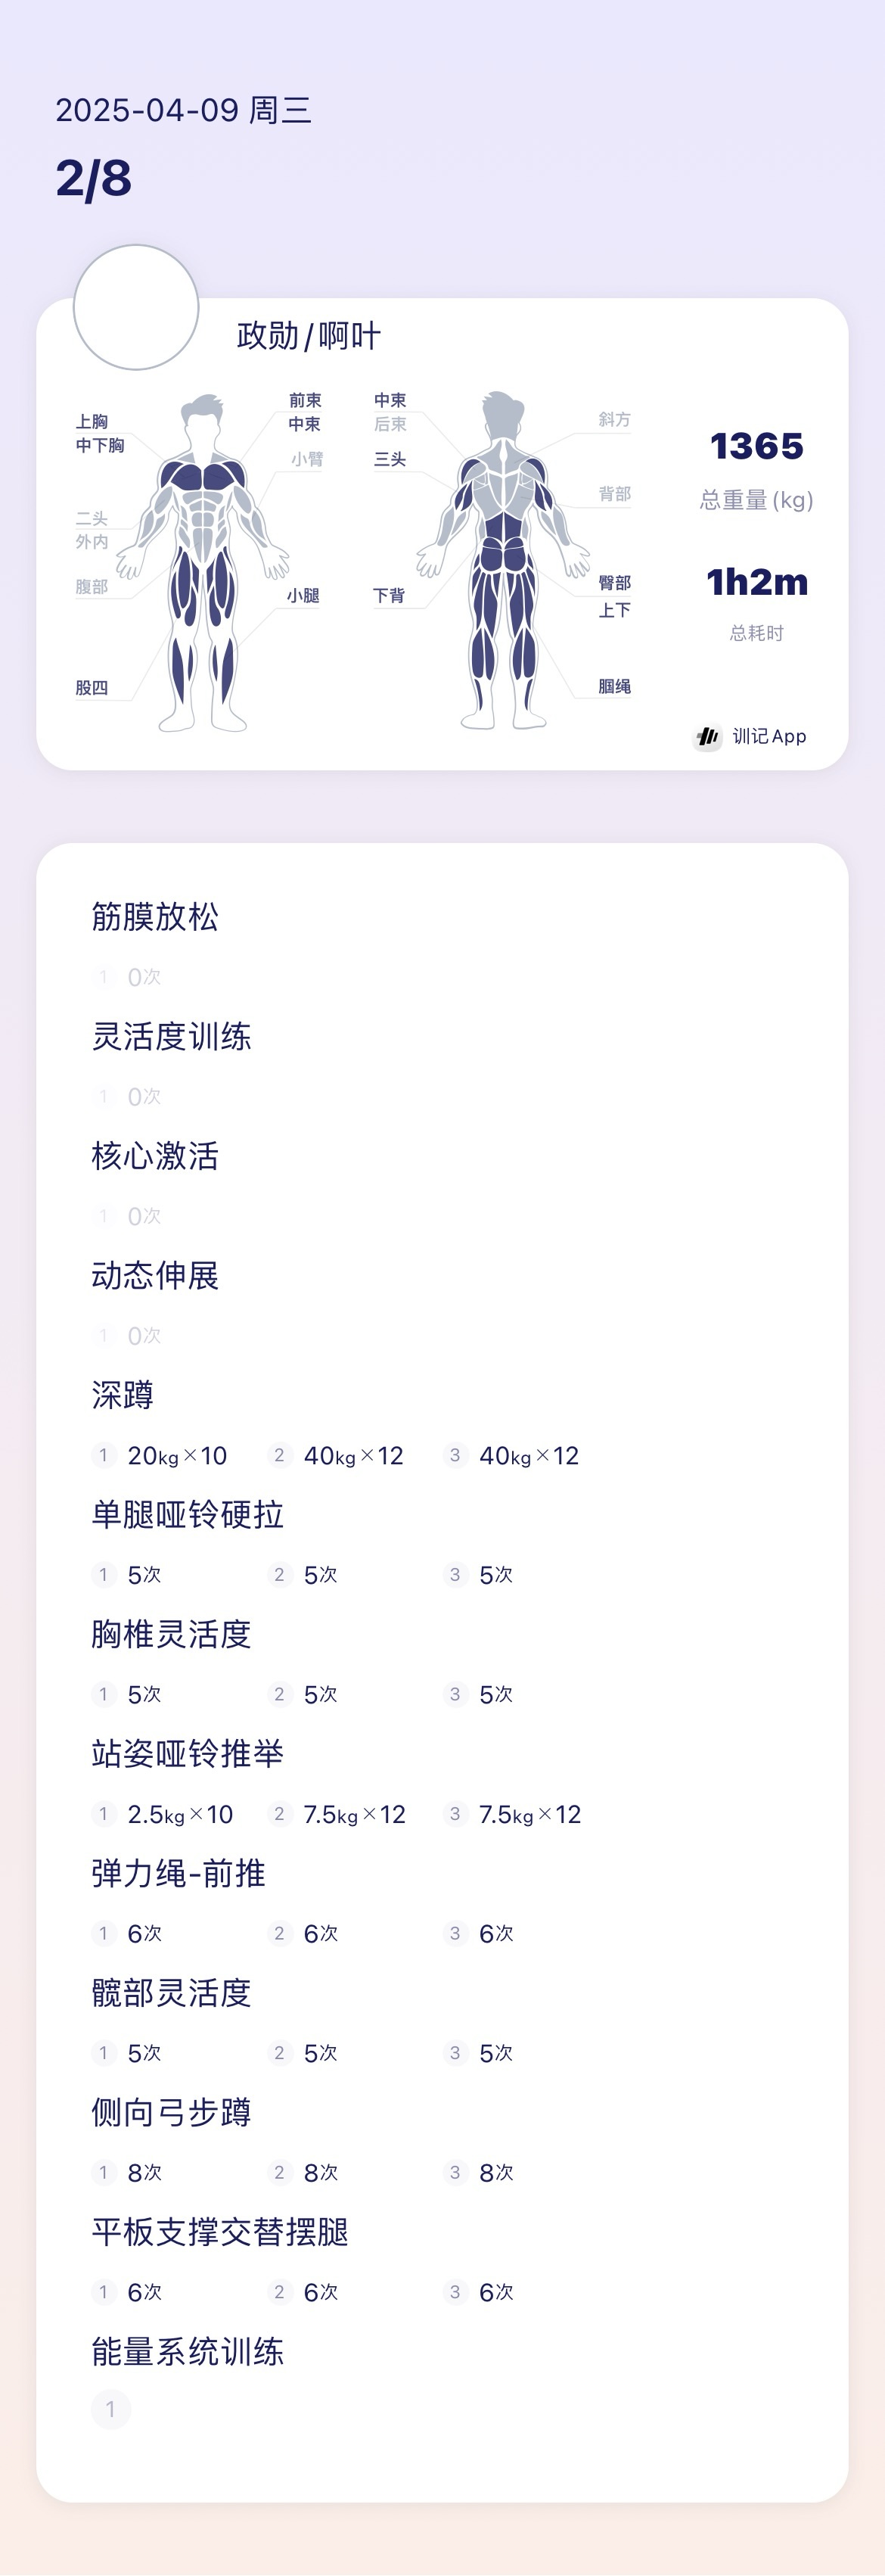 2025-04-09 周三
2/8
政勋/啊叶
上胸
中下胸
前束
中束
小臂
二头
外内
腹部
小腿
股四
中束
后束
三头
斜方
背部
下背
臀部
上下
腘绳
1365
总重量(kg)
1h2m
总耗时
训记App
筋膜放松
1 0次
灵活度训练
1 0次
核心激活
1 0次
动态伸展
1 0次
深蹲
1 20kg×10 2 40kg×12 3 40kg×12
单腿哑铃硬拉
1 5次 2 5次 3 5次
胸椎灵活度
1 5次 2 5次 3 5次
站姿哑铃推举
1 2.5kg×10 2 7.5kg×12 3 7.5kg×12
弹力绳-前推
1 6次 2 6次 3 6次
髋部灵活度
1 5次 2 5次 3 5次
侧向弓步蹲
1 8次 2 8次 3 8次
平板支撑交替摆腿
1 6次 2 6次 3 6次
能量系统训练
1